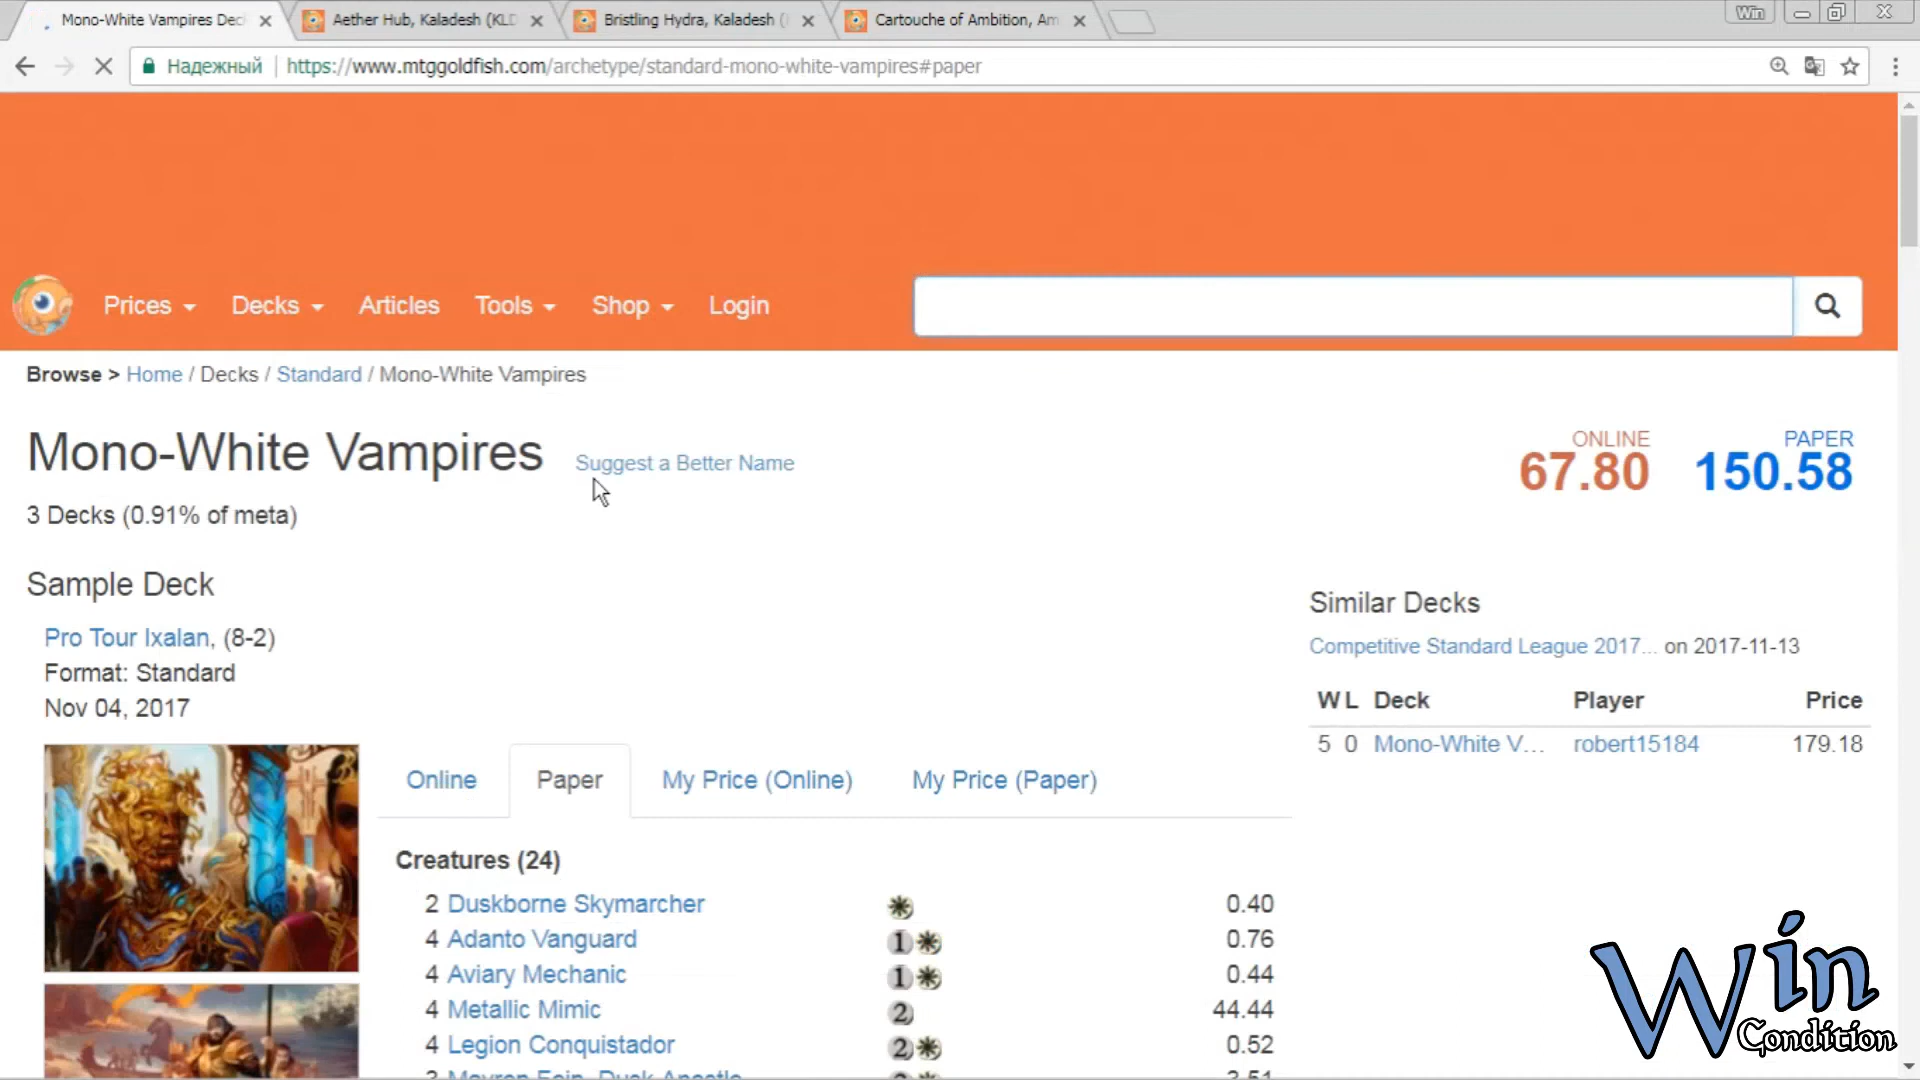 Mono-White Vampires Dec
Aether Hub, Kaladesh (KLD
Bristling Hydra, Kaladesh (
Cartouche of Ambition, Am
Win
Надежный
https://www.mtggoldfish.com/archetype/standard-mono-white-vampires#paper
Prices
Decks
Articles
Tools
Shop
Login
Browse > Home / Decks / Standard / Mono-White Vampires
Mono-White Vampires
Suggest a Better Name
ONLINE
67.80
PAPER
150.58
3 Decks (0.91% of meta)
Sample Deck
Pro Tour Ixalan, (8-2)
Format: Standard
Nov 04, 2017
Similar Decks
Competitive Standard League 2017... on 2017-11-13
W L Deck Player Price
5 0 Mono-White V... robert15184 179.18
Online
Paper
My Price (Online)
My Price (Paper)
Creatures (24)
2 Duskborne Skymarcher 0.40
4 Adanto Vanguard 1 0.76
4 Aviary Mechanic 1 0.44
4 Metallic Mimic 2 44.44
4 Legion Conquistador 2 0.52
Win
Condition